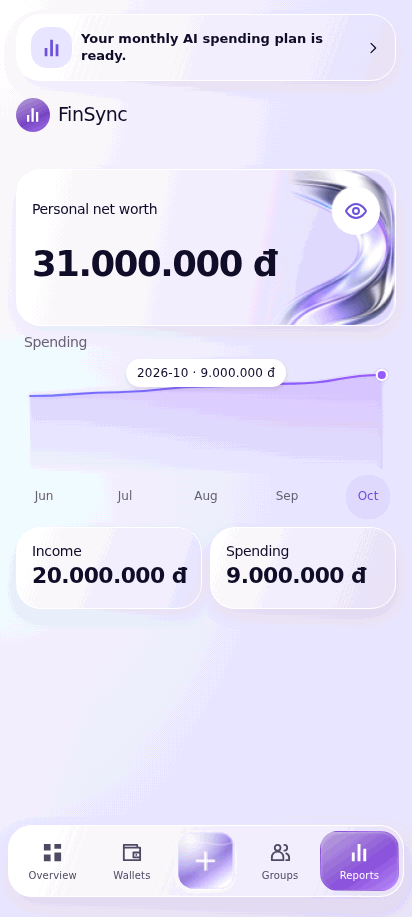 Your monthly AI spending plan is
ready.
FinSync
Personal net worth
31.000.000 đ
Spending
2026-10 · 9.000.000 đ
Jun Jul Aug Sep Oct
Income Spending
20.000.000 đ 9.000.000 đ
Overview Wallets Groups Reports